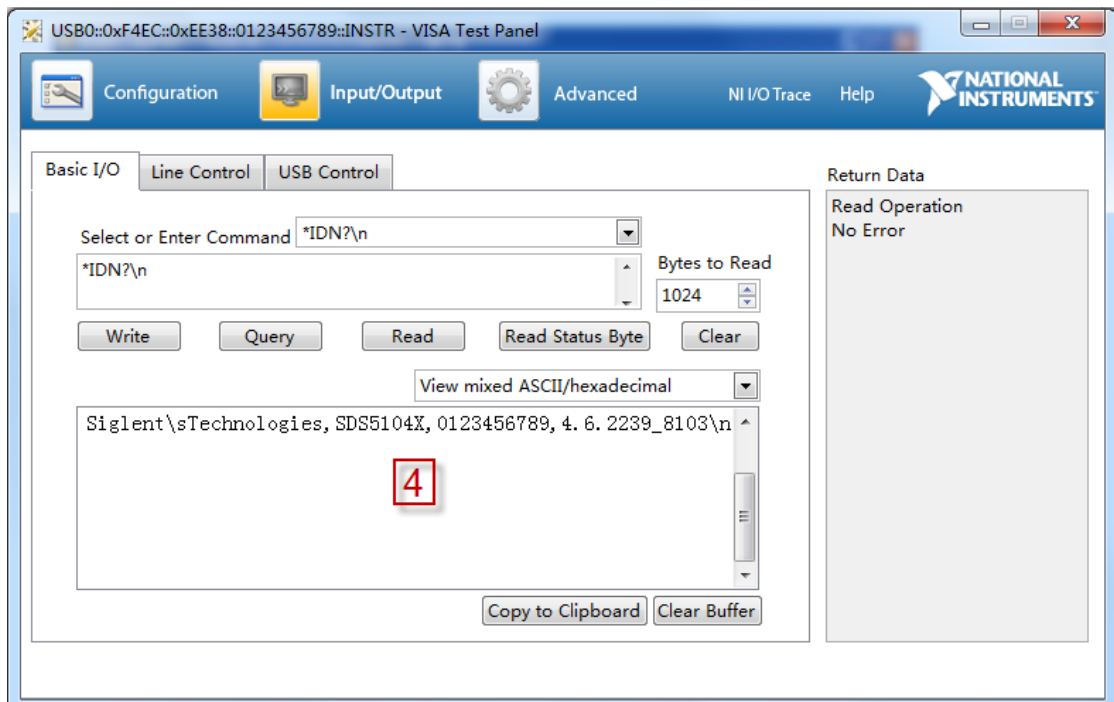 USB0::0xF4EC::0xEE38::0123456789::INSTR - VISA Test Panel
Configuration Input/Output Advanced NI I/O Trace Help NATIONAL INSTRUMENTS
Basic I/O Line Control USB Control
Return Data
Read Operation
No Error
Select or Enter Command *IDN?\n
*IDN?\n
Bytes to Read
1024
Write Query Read Read Status Byte Clear
View mixed ASCII/hexadecimal
Siglent\sTechnologies,SDS5104X,0123456789,4.6.2239_8103\n
4
Copy to Clipboard Clear Buffer